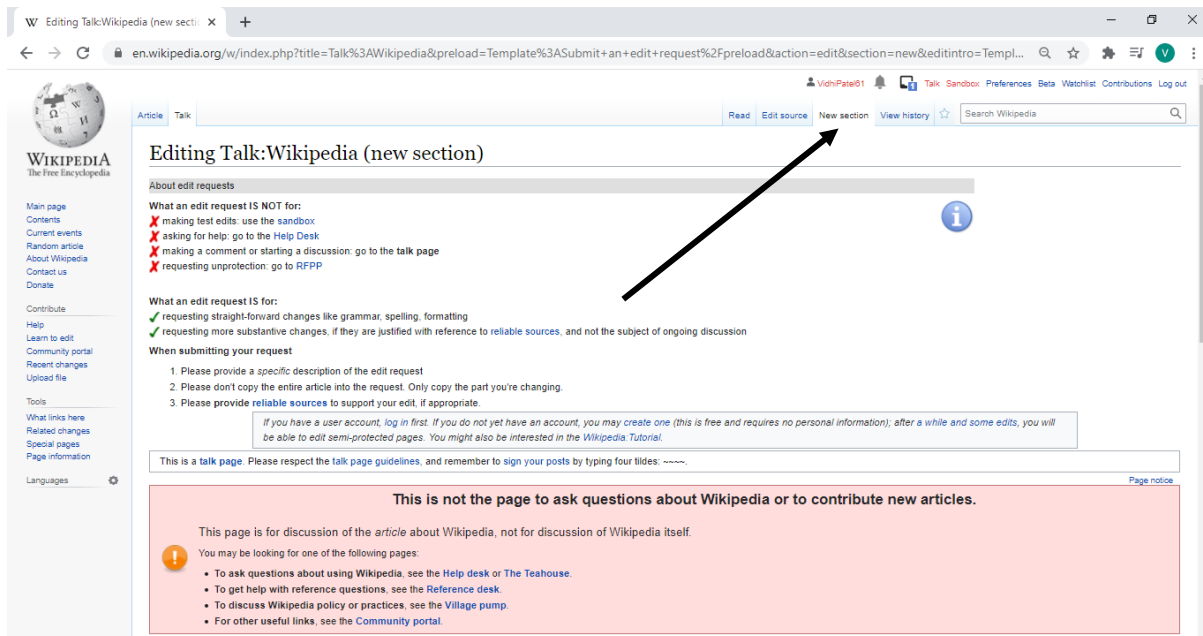 W Editing Talk:Wikipedia (new secti × +
en.wikipedia.org/w/index.php?title=Talk%3AWikipedia&preload=Template%3ASubmit+an+edit+request%2Fpreload&action=edit&section=new&editintro=Templ... V
VidhiPatel61 1 Talk Sandbox Preferences Beta Watchlist Contributions Log out
Article Talk Read Edit source New section View history Search Wikipedia
WIKIPEDIA
The Free Encyclopedia
Main page
Contents
Current events
Random article
About Wikipedia
Contact us
Donate
Contribute
Help
Learn to edit
Community portal
Recent changes
Upload file
Tools
What links here
Related changes
Special pages
Page information
Languages
Editing Talk:Wikipedia (new section)
About edit requests
What an edit request IS NOT for:
✗ making test edits: use the sandbox
✗ asking for help: go to the Help Desk
✗ making a comment or starting a discussion: go to the talk page
✗ requesting unprotection: go to RFPP
What an edit request IS for:
✓ requesting straight-forward changes like grammar, spelling, formatting
✓ requesting more substantive changes, if they are justified with reference to reliable sources, and not the subject of ongoing discussion
When submitting your request
1. Please provide a specific description of the edit request
2. Please don't copy the entire article into the request. Only copy the part you're changing.
3. Please provide reliable sources to support your edit, if appropriate.
If you have a user account, log in first. If you do not yet have an account, you may create one (this is free and requires no personal information); after a while and some edits, you will
be able to edit semi-protected pages. You might also be interested in the Wikipedia:Tutorial.
This is a talk page. Please respect the talk page guidelines, and remember to sign your posts by typing four tildes: ~~~~.
Page notice
This is not the page to ask questions about Wikipedia or to contribute new articles.
This page is for discussion of the article about Wikipedia, not for discussion of Wikipedia itself.
You may be looking for one of the following pages:
• To ask questions about using Wikipedia, see the Help desk or The Teahouse.
• To get help with reference questions, see the Reference desk.
• To discuss Wikipedia policy or practices, see the Village pump.
• For other useful links, see the Community portal.